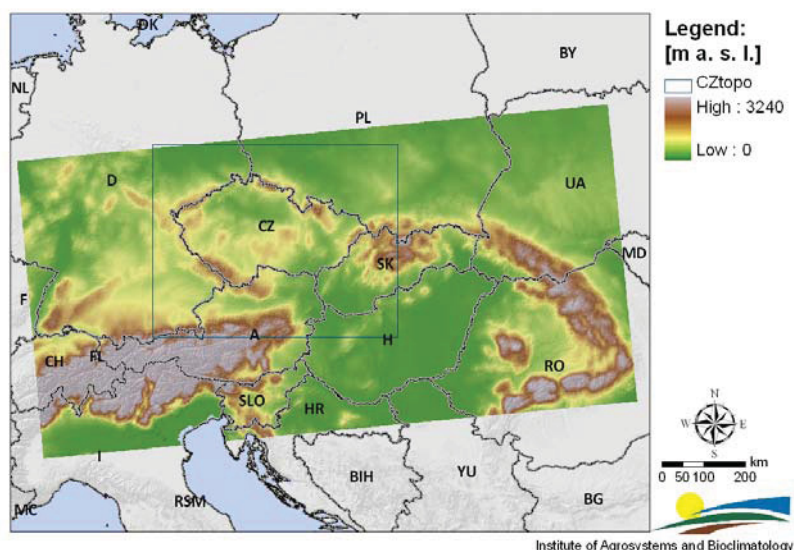 DK
NL
BY
PL
D
UA
CZ
SK
MD
F
A
H
CH
FL
RO
SLO
HR
I
BIH
YU
MC
RSM
BG
Legend:
[m a. s. l.]
CZtopo
High : 3240
Low : 0
N
W E
S
0 50 100 200 km
Institute of Agrosystems and Bioclimatology